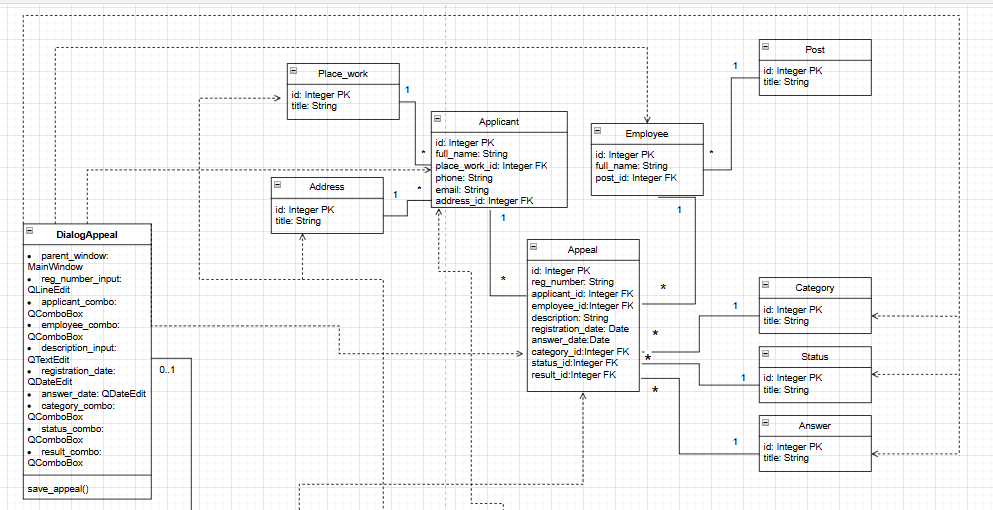 Post
1
id: Integer PK
title: String
Place_work
id: Integer PK
title: String
1
Applicant
id: Integer PK
full_name: String
place_work_id: Integer FK
phone: String
email: String
address_id: Integer FK
*
*
1
Employee
id: Integer PK
full_name: String
post_id: Integer FK
*
1
Address
id: Integer PK
title: String
1
DialogAppeal
• parent_window:
MainWindow
• reg_number_input:
QLineEdit
• applicant_combo:
QComboBox
• employee_combo:
QComboBox
• description_input:
QTextEdit
• registration_date:
QDateEdit
• answer_date: QDateEdit
• category_combo:
QComboBox
• status_combo:
QComboBox
• result_combo:
QComboBox
save_appeal()
0..1
Appeal
id: Integer PK
reg_number: String
applicant_id: Integer FK
employee_id:Integer FK
description: String
registration_date: Date
answer_date:Date
category_id:Integer FK
status_id:Integer FK
result_id:Integer FK
*
*
*
*
*
Category
id: Integer PK
title: String
1
Status
id: Integer PK
title: String
1
Answer
id: Integer PK
title: String
1